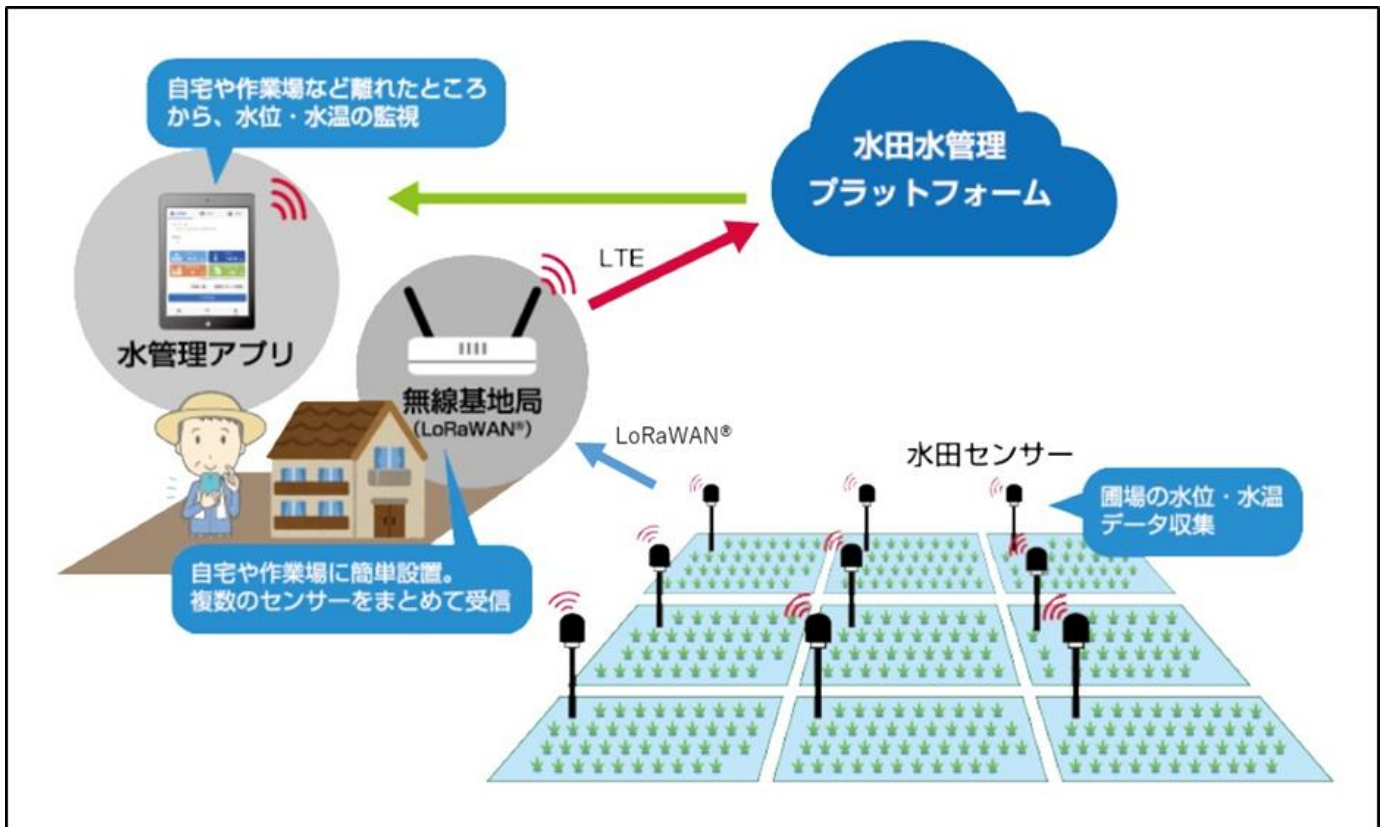 自宅や作業場など離れたところ
から、水位・水温の監視
水田水管理
プラットフォーム
LTE
水管理アプリ
無線基地局
（LoRaWAN®）
LoRaWAN®
水田センサー
圃場の水位・水温
データ収集
自宅や作業場に簡単設置。
複数のセンサーをまとめて受信